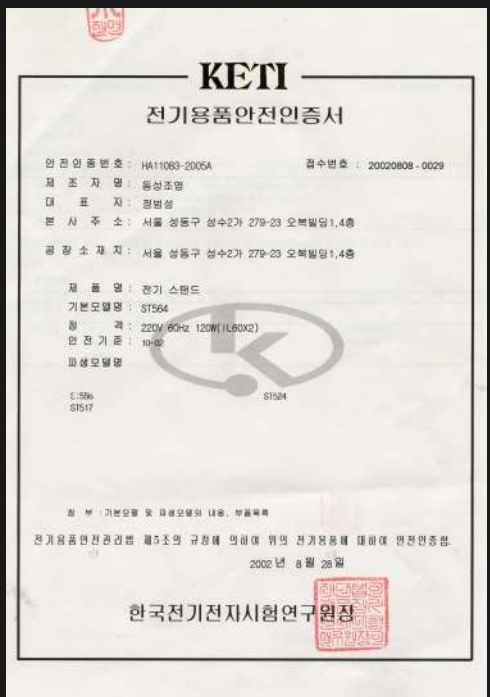 KETI
전기용품안전인증서
안전인증번호 : HA11083-2005A 접수번호 : 20020808-0029
제 조 자 명 : 동성조명
대 표 자 : 정범성
본 사 주 소 : 서울 성동구 성수2가 279-23 오복빌딩1,4층
공 장 소 재 지 : 서울 성동구 성수2가 279-23 오복빌딩1,4층
제 품 명 : 전기 스탠드
기본모델명 : ST564
정 격 : 220V 60Hz 120W(IL60X2)
안 전 기 준 : 10-02
파생모델명
ST524
ST517
첨 부 : 기본모델 및 파생모델의 내용, 부품목록
전기용품안전관리법 제5조의 규정에 의하여 위의 전기용품에 대하여 안전인증함.
2002 년 8 월 28 일
한국전기전자시험연구원장